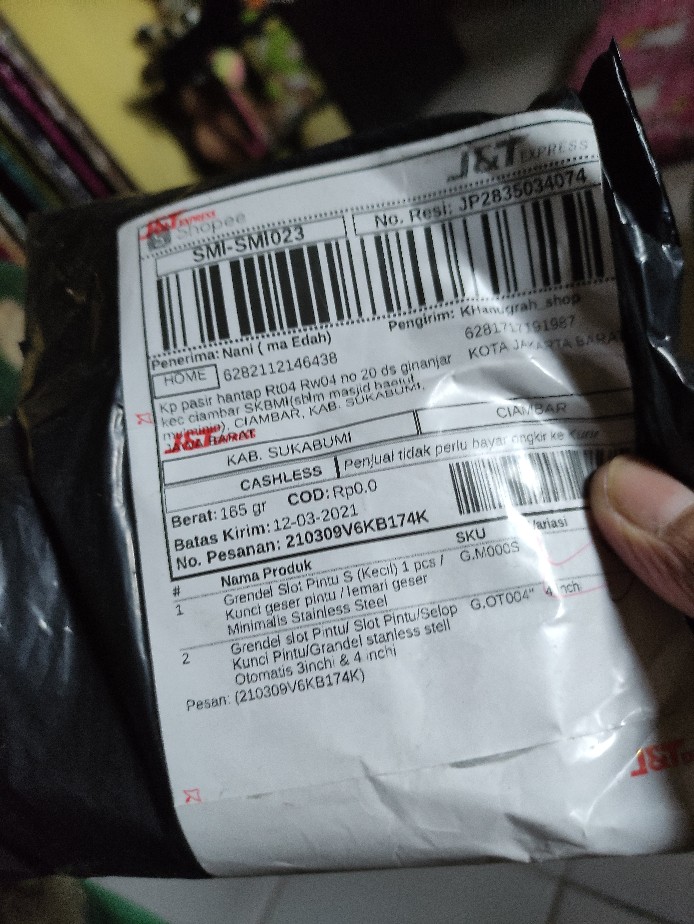 J&T EXPRESS
J&T EXPRESS
Shopee
SMI-SMI023
No. Resi: JP2835034074
Penerima: Nani ( ma Edah)
Pengirim: KHanugrah_shop
HOME 6282112146438
KOTA JAKARTA BARAT
Kp pasir hantap Rt04 Rw04 no 20 ds ginanjar
kec ciambar SKBMI(sblm masjid
CIAMBAR, KAB. SUKABUMI,
JAWA BARAT
J&T
KAB. SUKABUMI
CIAMBAR
CASHLESS
Penjual tidak perlu bayar ongkir ke Kurir
Berat: 165 gr COD:Rp0.0
Batas Kirim: 12-03-2021
No. Pesanan: 210309V6KB174K
# Nama Produk SKU Variasi
1 Grendel Slot Pintu S (Kecil) 1 pcs / G.M000S
Kunci geser pintu / lemari geser
Minimalis Stainless Steel
2 Grendel slot Pintu/ Slot Pintu/Selop G.OT004" 4 inch
Kunci Pintu/Grandel stanless stell
Otomatis 3inchi & 4 inchi
Pesan: (210309V6KB174K)
J&T